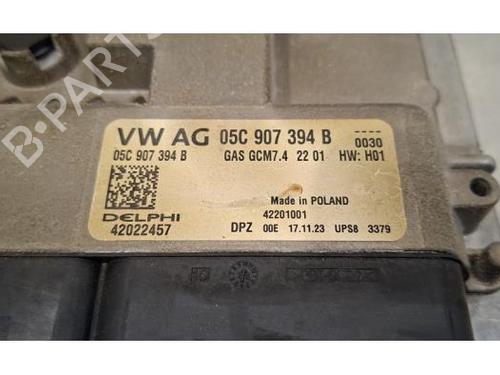 VW AG 05C 907 394 B
----
0030
05C 907 394 B GAS GCM7.4 22 01 HW: H01
Made in POLAND
DELPHI 42201001
42022457 DPZ 00E 17.11.23 UPS8 3379
B-PARTS